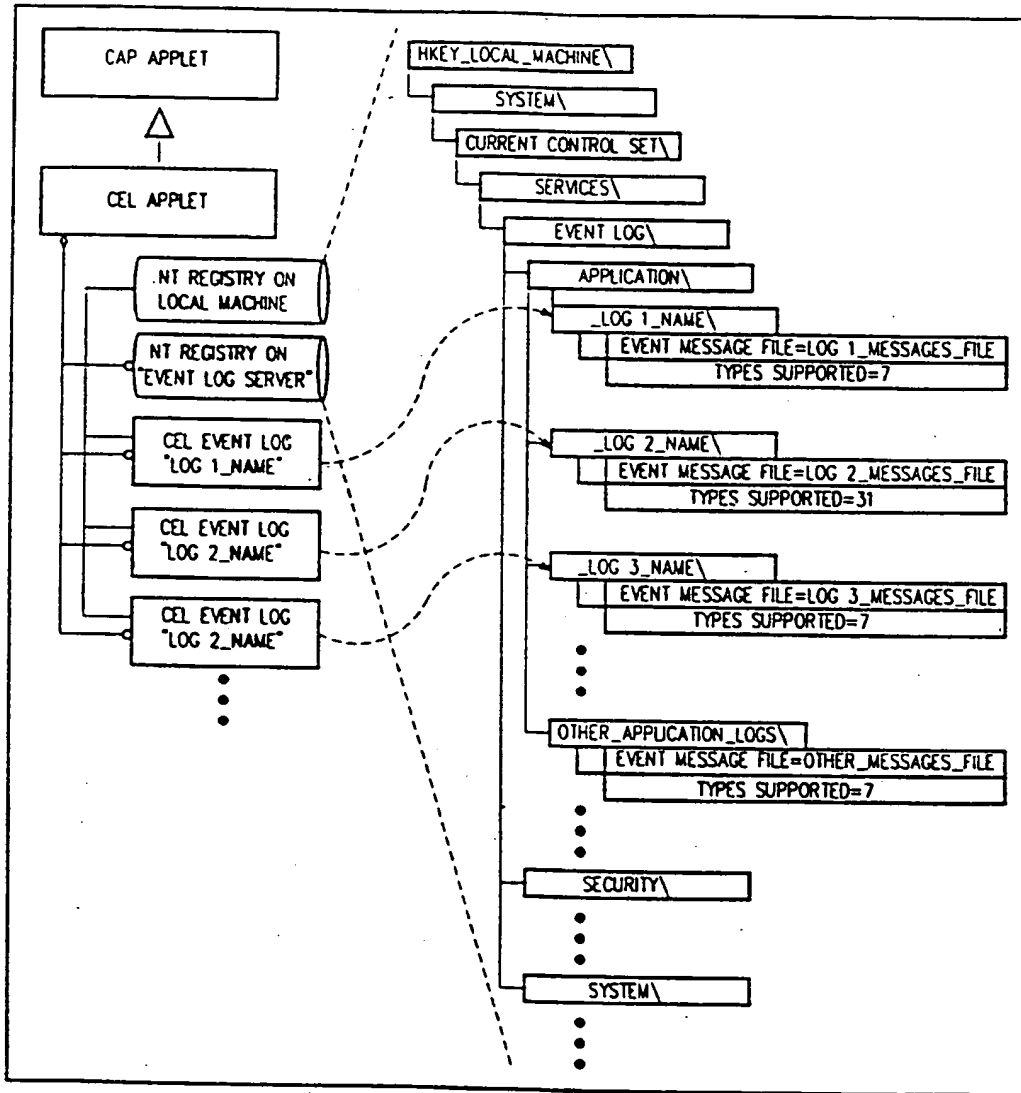 CAP APPLET
CEL APPLET
NT REGISTRY ON
LOCAL MACHINE
NT REGISTRY ON
"EVENT LOG SERVER"
CEL EVENT LOG
"LOG 1_NAME"
CEL EVENT LOG
"LOG 2_NAME"
CEL EVENT LOG
"LOG 2_NAME"
HKEY_LOCAL_MACHINE\
SYSTEM\
CURRENT CONTROL SET\
SERVICES\
EVENT LOG\
APPLICATION\
_LOG 1_NAME\
EVENT MESSAGE FILE=LOG 1_MESSAGES_FILE
TYPES SUPPORTED=7
_LOG 2_NAME\
EVENT MESSAGE FILE=LOG 2_MESSAGES_FILE
TYPES SUPPORTED=31
_LOG 3_NAME\
EVENT MESSAGE FILE=LOG 3_MESSAGES_FILE
TYPES SUPPORTED=7
OTHER_APPLICATION_LOGS\
EVENT MESSAGE FILE=OTHER_MESSAGES_FILE
TYPES SUPPORTED=7
SECURITY\
SYSTEM\